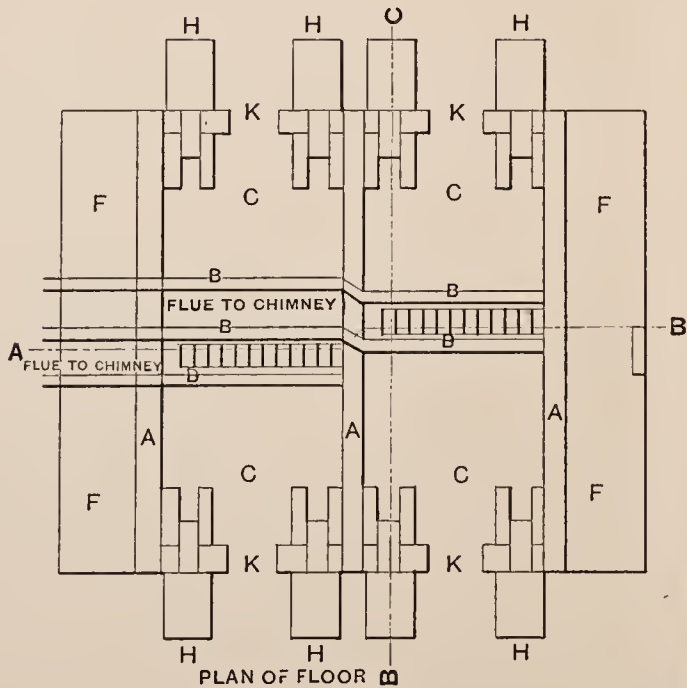 H H C H
K K
F C C F
B B
FLUE TO CHIMNEY
B B B
A
FLUE TO CHIMNEY B
A A A
C C
F F
K K
H H H
PLAN OF FLOOR B